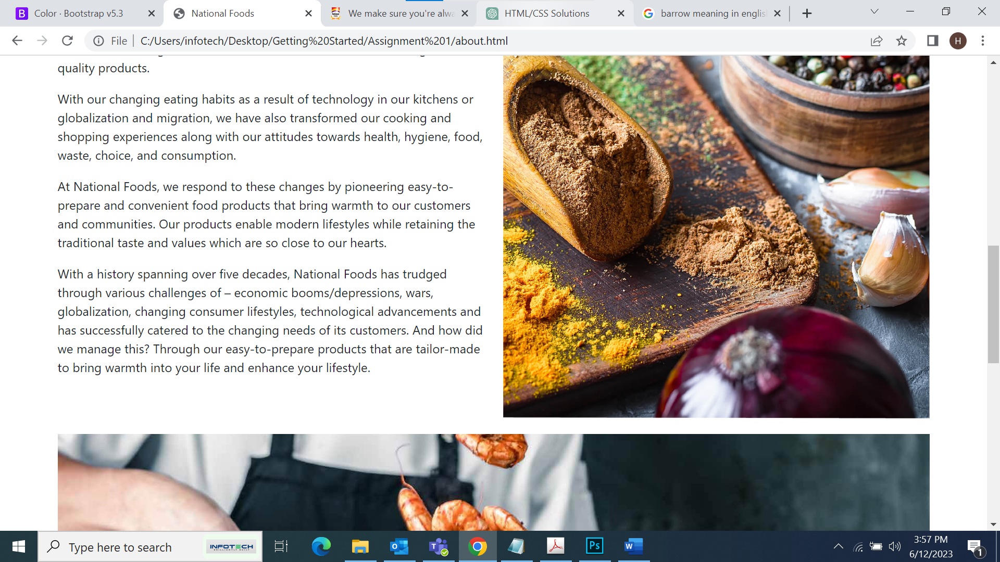 Color · Bootstrap v5.3
National Foods
We make sure you're alwa
HTML/CSS Solutions
barrow meaning in englis
File
C:/Users/infotech/Desktop/Getting%20Started/Assignment%201/about.html
H
quality products.
With our changing eating habits as a result of technology in our kitchens or
globalization and migration, we have also transformed our cooking and
shopping experiences along with our attitudes towards health, hygiene, food,
waste, choice, and consumption.
At National Foods, we respond to these changes by pioneering easy-to-
prepare and convenient food products that bring warmth to our customers
and communities. Our products enable modern lifestyles while retaining the
traditional taste and values which are so close to our hearts.
With a history spanning over five decades, National Foods has trudged
through various challenges of – economic booms/depressions, wars,
globalization, changing consumer lifestyles, technological advancements and
has successfully catered to the changing needs of its customers. And how did
we manage this? Through our easy-to-prepare products that are tailor-made
to bring warmth into your life and enhance your lifestyle.
Type here to search
INFOTECH
BRILLIANTLY BUILT
3:57 PM
6/12/2023
1